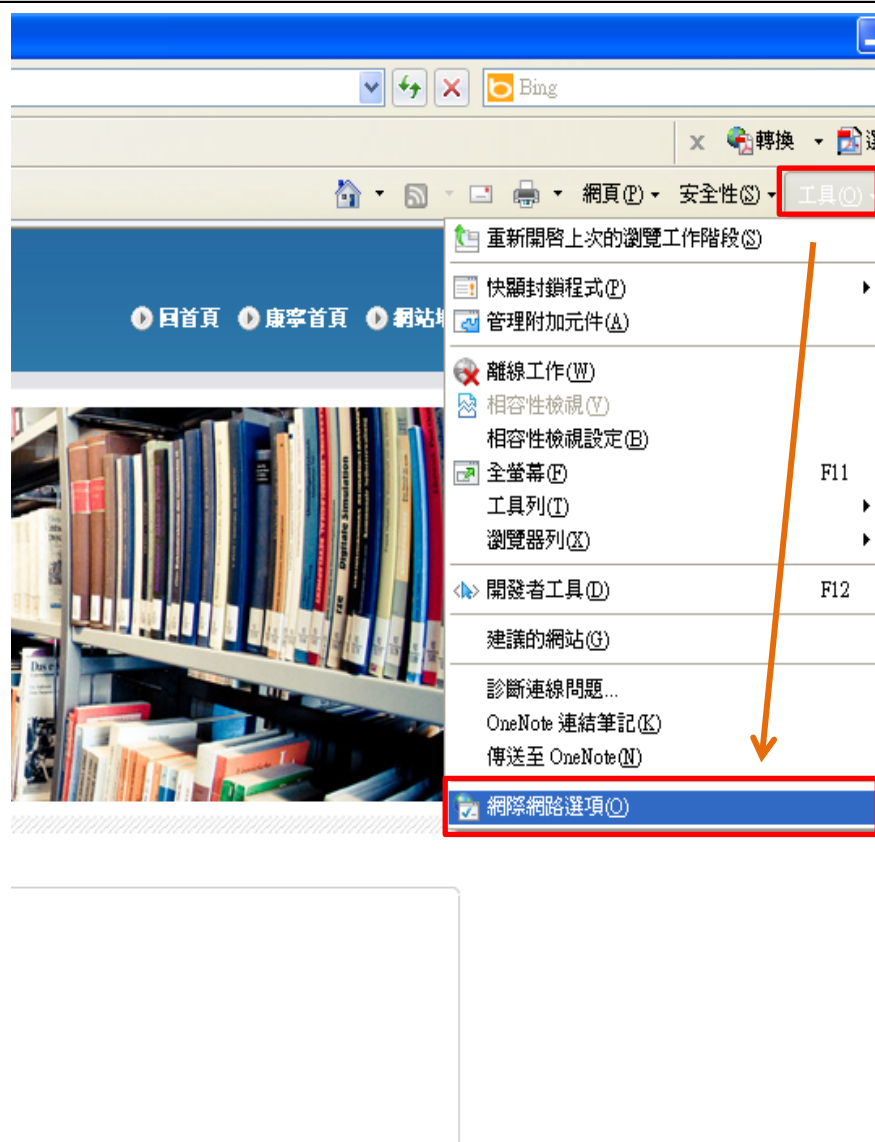 Bing
x 轉換
網頁(P) 安全性(S) 工具(O)
重新開啟上次的瀏覽工作階段(S)
快顯封鎖程式(P)
回首頁 康寧首頁 網站
管理附加元件(A)
離線工作(W)
相容性檢視(V)
相容性檢視設定(B)
全螢幕(F) F11
工具列(T)
瀏覽器列(X)
開發者工具(D) F12
建議的網站(G)
診斷連線問題...
OneNote 連結筆記(K)
傳送至 OneNote(N)
網際網路選項(O)
Digitale Simulation